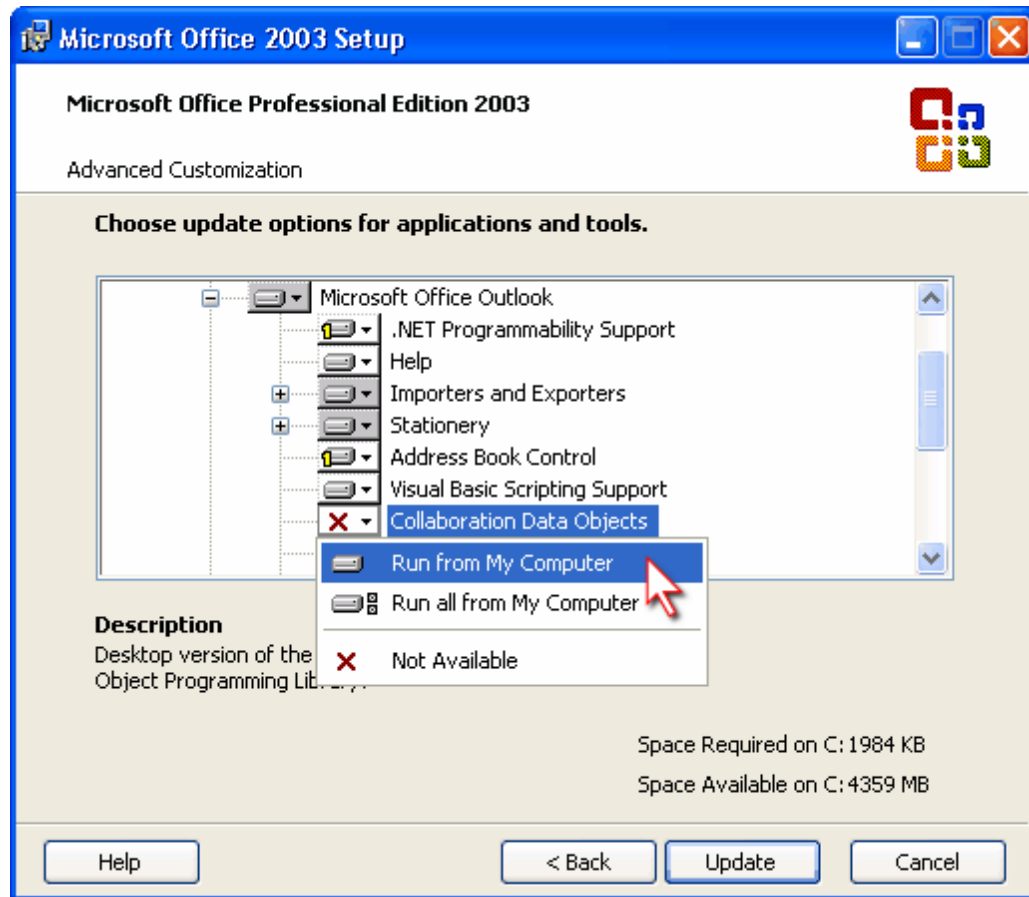 Microsoft Office 2003 Setup
Microsoft Office Professional Edition 2003
Advanced Customization
Choose update options for applications and tools.
Microsoft Office Outlook
.NET Programmability Support
Help
Importers and Exporters
Stationery
Address Book Control
Visual Basic Scripting Support
Collaboration Data Objects
Run from My Computer
Run all from My Computer
Not Available
Description
Desktop version of the
Object Programming
Space Required on C: 1984 KB
Space Available on C: 4359 MB
Help
< Back
Update
Cancel